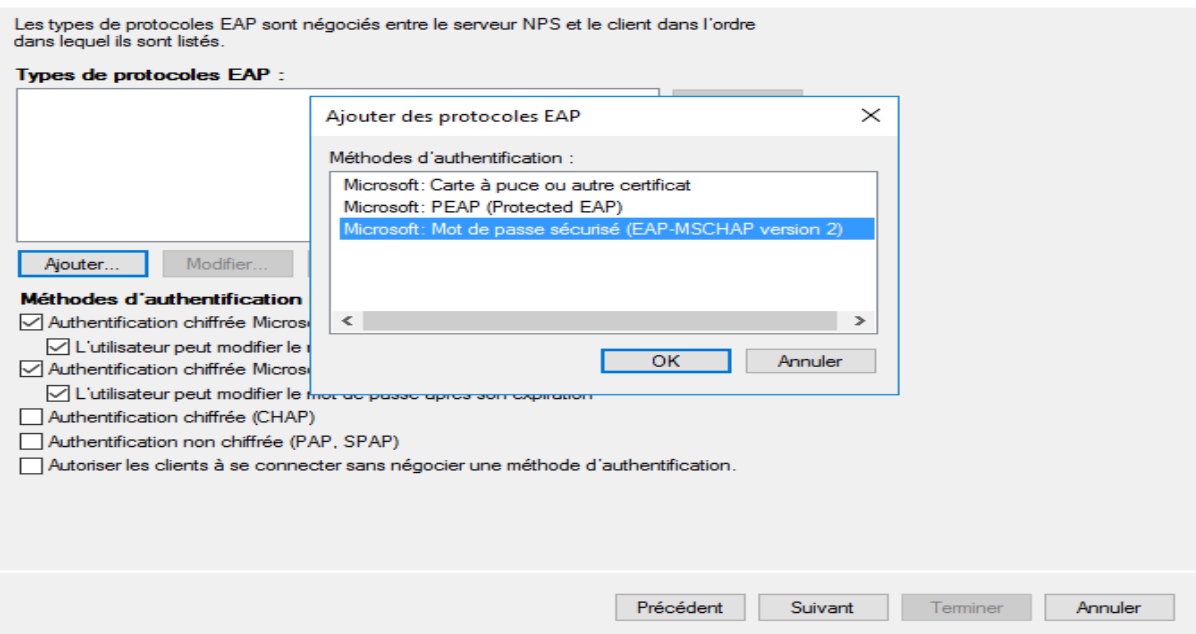 Les types de protocoles EAP sont négociés entre le serveur NPS et le client dans l'ordre
dans lequel ils sont listés.
Types de protocoles EAP :
Ajouter des protocoles EAP
Méthodes d'authentification :
Microsoft: Carte à puce ou autre certificat
Microsoft: PEAP (Protected EAP)
Microsoft: Mot de passe sécurisé (EAP-MSCHAP version 2)
OK
Annuler
Ajouter...
Modifier...
Méthodes d'authentification
Authentification chiffrée
L'utilisateur peut modifier le
Authentification chiffrée
L'utilisateur peut modifier le mot de passe après son expiration
Authentification chiffrée (CHAP)
Authentification non chiffrée (PAP, SPAP)
Autoriser les clients à se connecter sans négocier une méthode d'authentification.
Précédent
Suivant
Terminer
Annuler